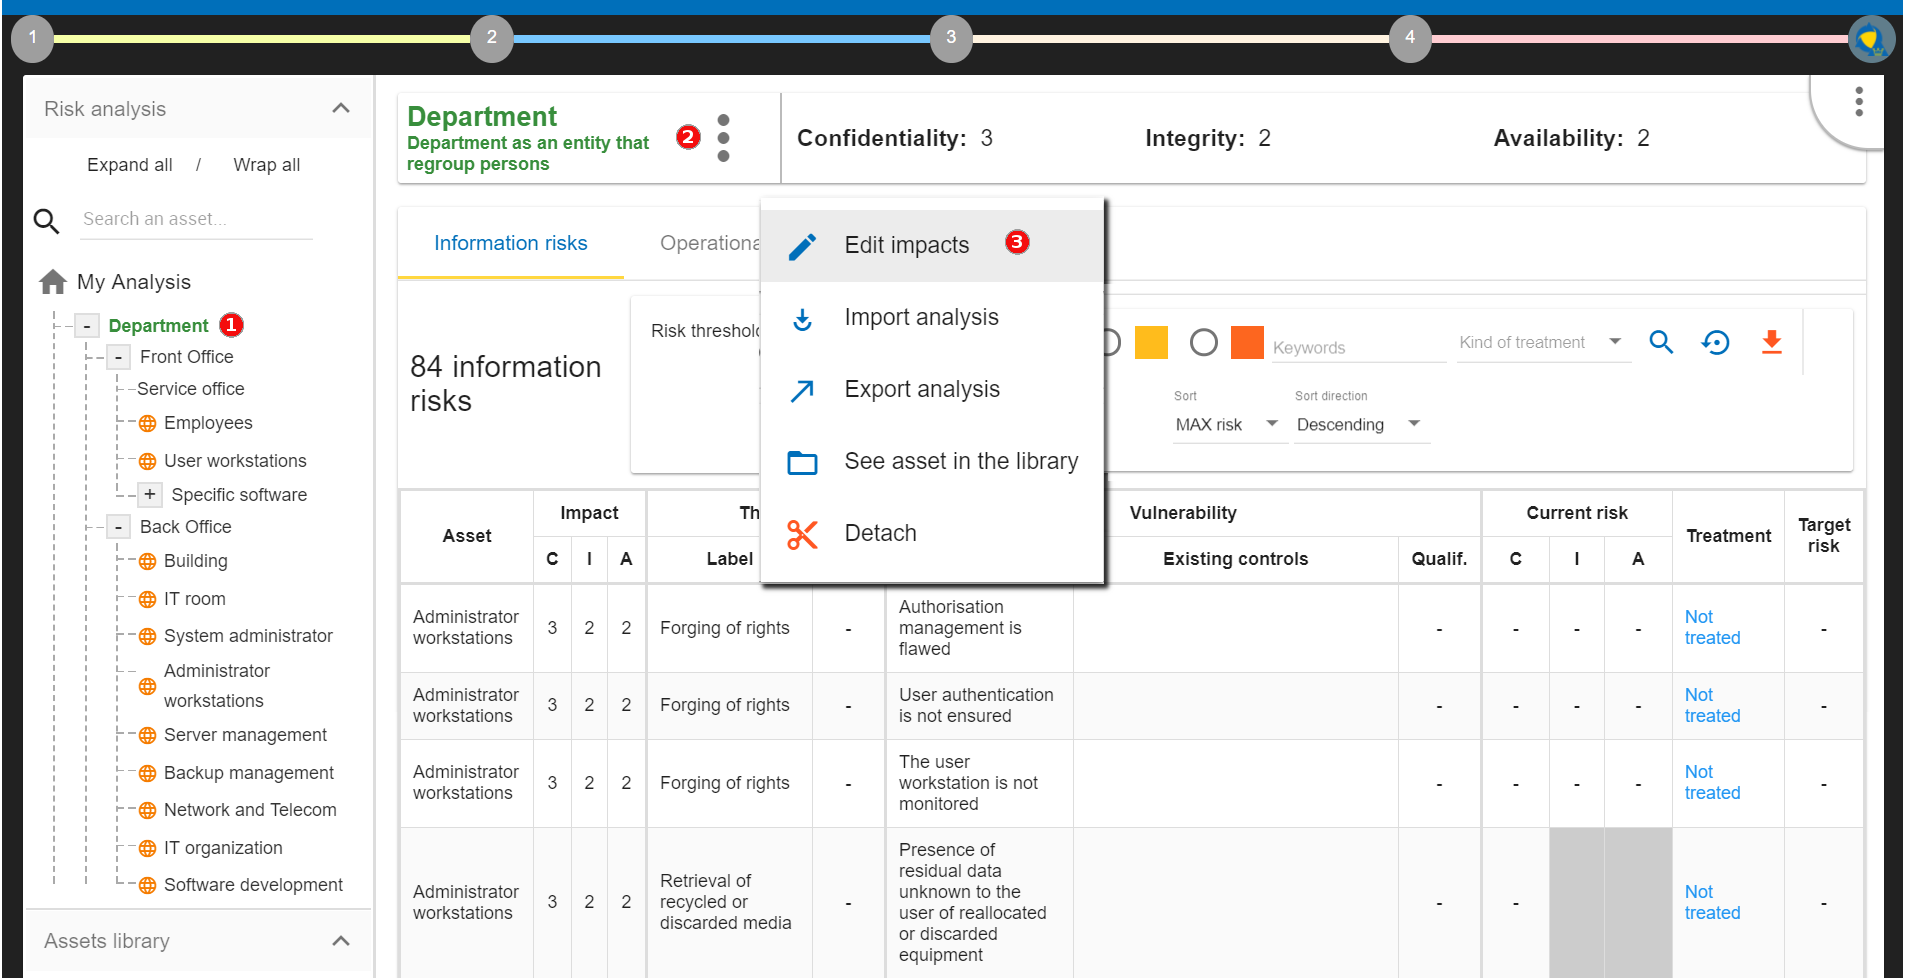 1
2
3
4
Risk analysis
Expand all / Wrap all
Search an asset...
My Analysis
- Department 1
- Front Office
Service office
Employees
User workstations
+ Specific software
- Back Office
Building
IT room
System administrator
Administrator
workstations
Server management
Backup management
Network and Telecom
IT organization
Software development
Assets library
Department
Department as an entity that
regroup persons
2
Confidentiality: 3
Integrity: 2
Availability: 2
Information risks
Operationa
Edit impacts 3
Import analysis
Export analysis
See asset in the library
Detach
84 information
risks
Risk threshold
Keywords
Kind of treatment
Sort
MAX risk
Sort direction
Descending
Asset
Impact
Th
Vulnerability
Current risk
Treatment
Target
risk
C I A
Label
Existing controls
Qualif.
C I A
Administrator
workstations
3 2 2
Forging of rights
-
Authorisation
management is
flawed
- - - -
Not
treated
-
Administrator
workstations
3 2 2
Forging of rights
-
User authentication
is not ensured
- - - -
Not
treated
-
Administrator
workstations
3 2 2
Forging of rights
-
The user
workstation is not
monitored
- - - -
Not
treated
-
Administrator
workstations
3 2 2
Retrieval of
recycled or
discarded media
-
Presence of
residual data
unknown to the
user of reallocated
or discarded
equipment
- -
Not
treated
-